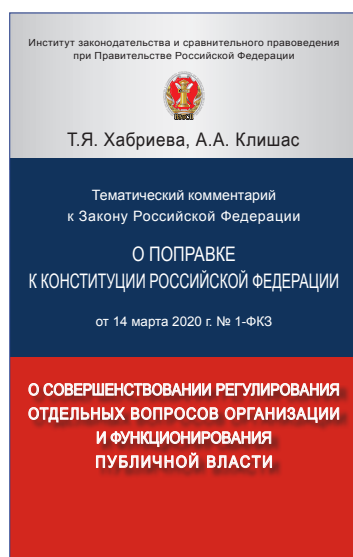 Институт законодательства и сравнительного правоведения
при Правительстве Российской Федерации
Т.Я. Хабриева, А.А. Клишас
Тематический комментарий
к Закону Российской Федерации
О ПОПРАВКЕ
К КОНСТИТУЦИИ РОССИЙСКОЙ ФЕДЕРАЦИИ
от 14 марта 2020 г. № 1-ФКЗ
О СОВЕРШЕНСТВОВАНИИ РЕГУЛИРОВАНИЯ
ОТДЕЛЬНЫХ ВОПРОСОВ ОРГАНИЗАЦИИ
И ФУНКЦИОНИРОВАНИЯ
ПУБЛИЧНОЙ ВЛАСТИ